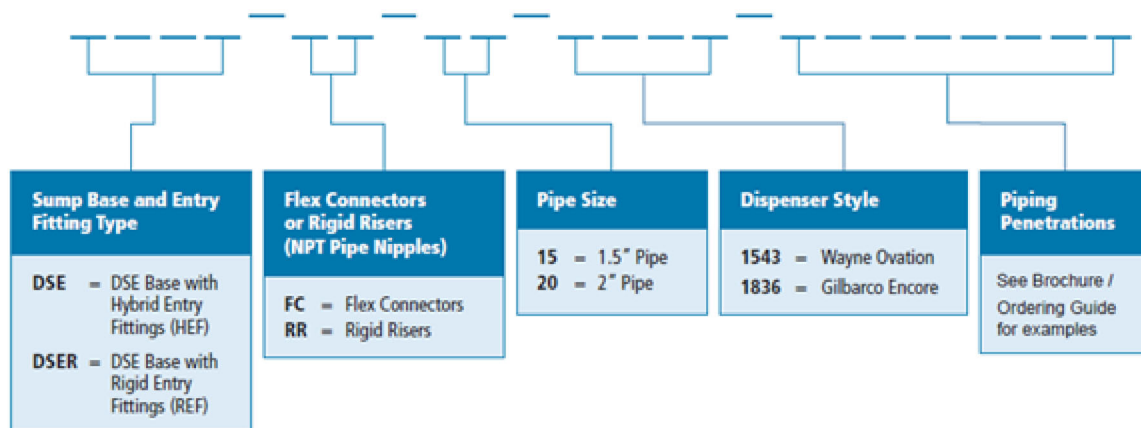 Sump Base and Entry
Fitting Type
DSE = DSE Base with
Hybrid Entry
Fittings (HEF)
DSER = DSE Base with
Rigid Entry
Fittings (REF)
Flex Connectors
or Rigid Risers
(NPT Pipe Nipples)
FC = Flex Connectors
RR = Rigid Risers
Pipe Size
15 = 1.5″ Pipe
20 = 2″ Pipe
Dispenser Style
1543 = Wayne Ovation
1836 = Gilbarco Encore
Piping
Penetrations
See Brochure /
Ordering Guide
for examples